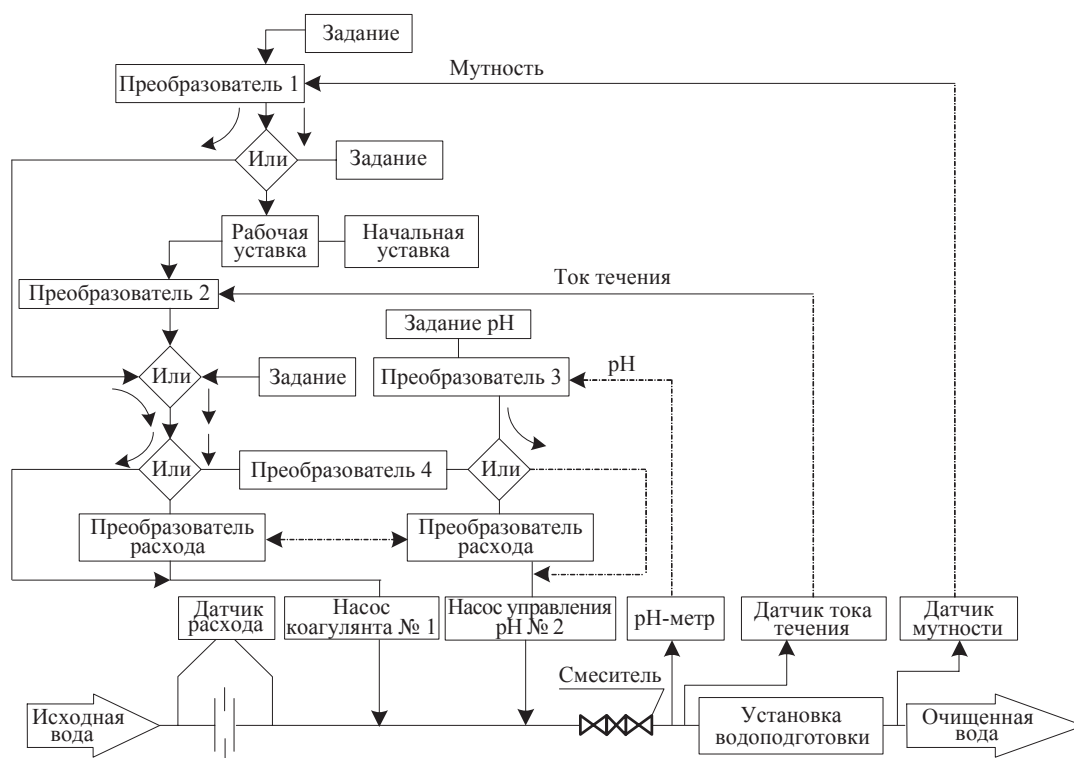 Задание
Преобразователь 1
Мутность
Или
Задание
Рабочая
уставка
Начальная
уставка
Ток течения
Преобразователь 2
Задание pH
Или
Задание
Преобразователь 3
pH
Или
Преобразователь 4
Или
Преобразователь
расхода
Преобразователь
расхода
Датчик
расхода
Насос
коагулянта № 1
Насос управления
pH № 2
pH-метр
Датчик тока
течения
Датчик
мутности
Смеситель
Исходная
вода
Установка
водоподготовки
Очищенная
вода